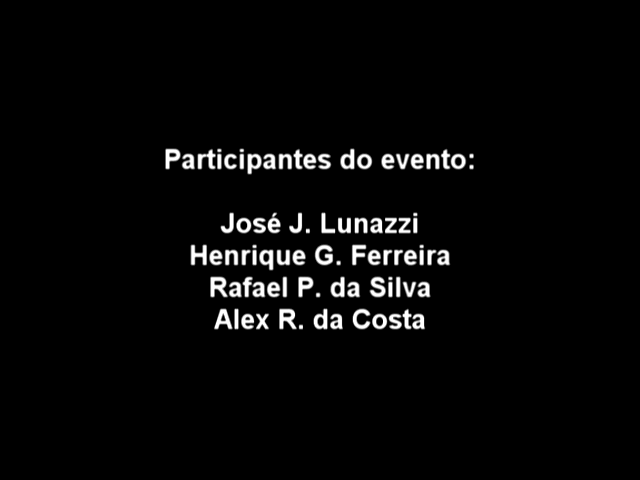 Participantes do evento:
José J. Lunazzi
Henrique G. Ferreira
Rafael P. da Silva
Alex R. da Costa